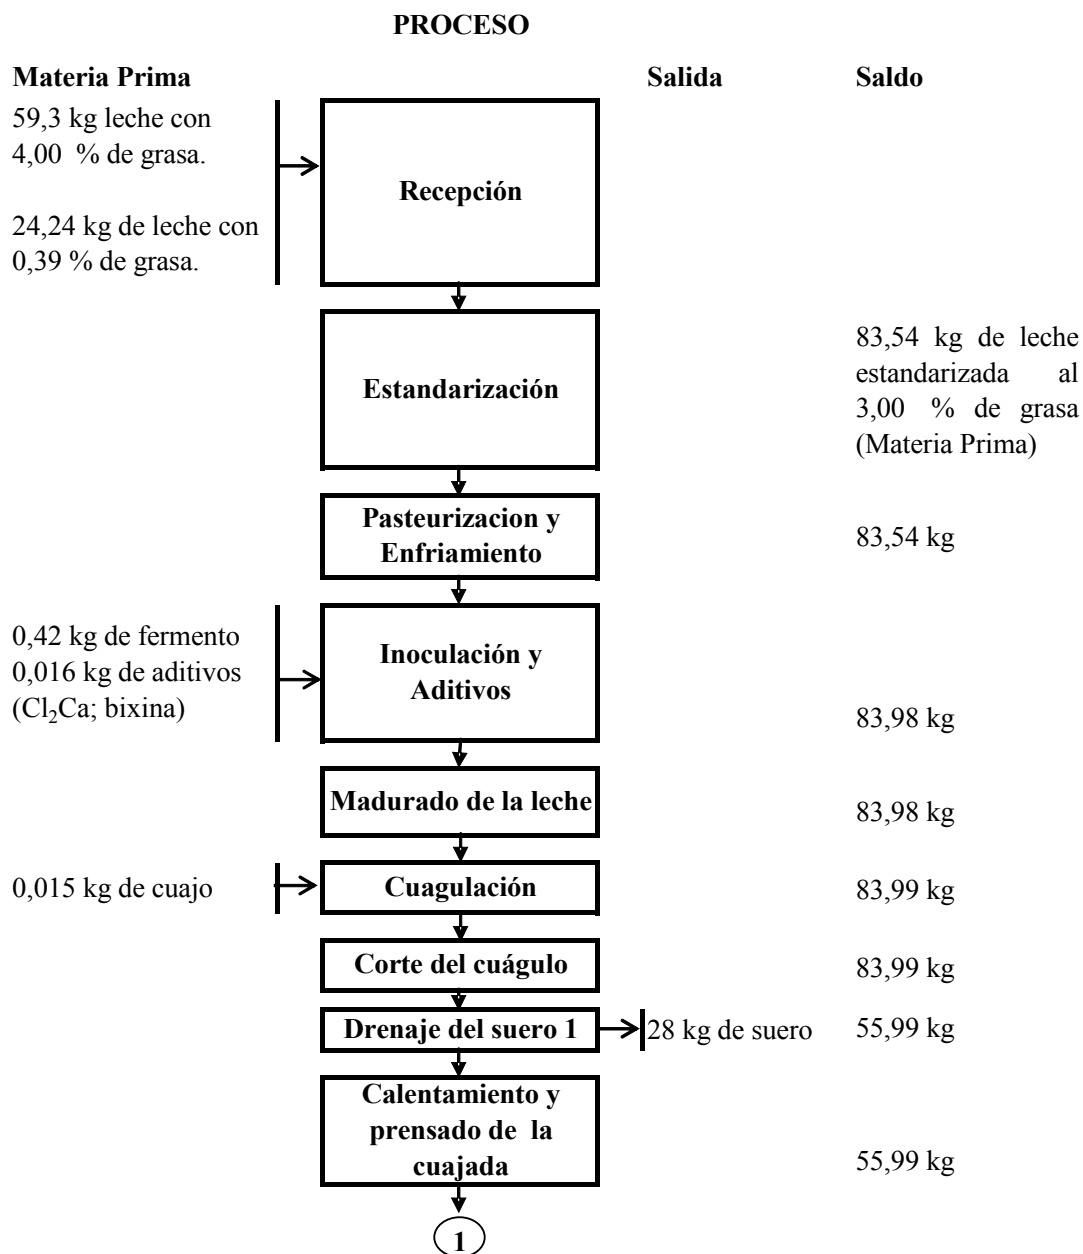 PROCESO
Materia Prima
Salida
Saldo
59,3 kg leche con
4,00 % de grasa.
24,24 kg de leche con
0,39 % de grasa.
Recepción
Estandarización
83,54 kg de leche
estandarizada al
3,00 % de grasa
(Materia Prima)
Pasteurizacion y
Enfriamiento
83,54 kg
0,42 kg de fermento
0,016 kg de aditivos
(Cl₂Ca; bixina)
Inoculación y
Aditivos
83,98 kg
Madurado de la leche
83,98 kg
0,015 kg de cuajo
Cuagulación
83,99 kg
Corte del cuágulo
83,99 kg
Drenaje del suero 1
28 kg de suero
55,99 kg
Calentamiento y
prensado de la
cuajada
55,99 kg
1